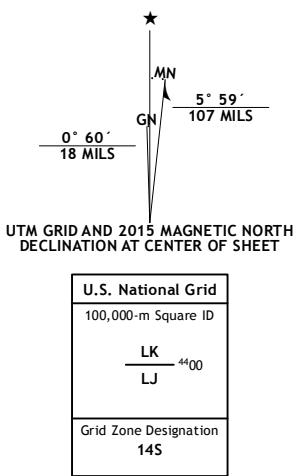 MN
GN
5° 59´
107 MILS
0° 60´
18 MILS
UTM GRID AND 2015 MAGNETIC NORTH
DECLINATION AT CENTER OF SHEET
U.S. National Grid
100,000-m Square ID
LK
4400
LJ
Grid Zone Designation
14S